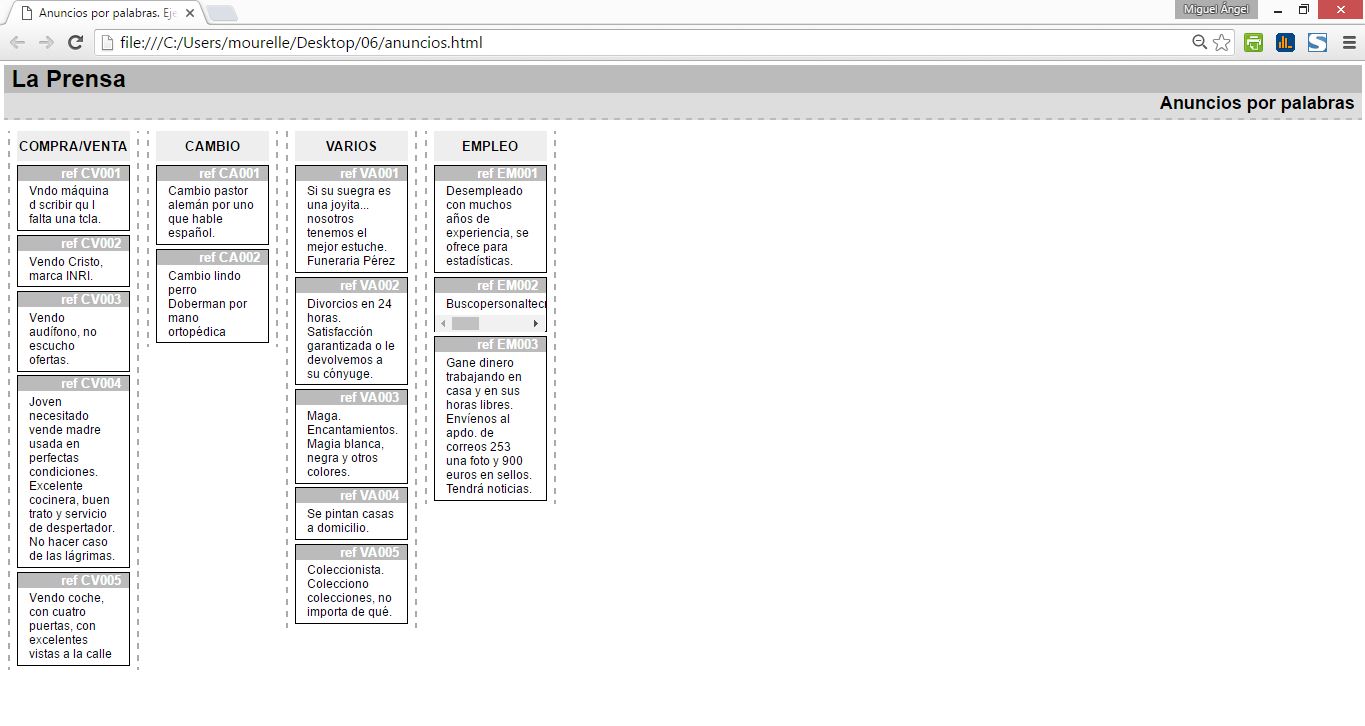 Anuncios por palabras. Eje
Miguel Ángel
file:///C:/Users/mourelle/Desktop/06/anuncios.html
La Prensa
Anuncios por palabras
COMPRA/VENTA
ref CV001
Vndo máquina
d scribir qu l
falta una tcla.
ref CV002
Vendo Cristo,
marca INRI.
ref CV003
Vendo
audífono, no
escucho
ofertas.
ref CV004
Joven
necesitado
vende madre
usada en
perfectas
condiciones.
Excelente
cocinera, buen
trato y servicio
de despertador.
No hacer caso
de las lágrimas.
ref CV005
Vendo coche,
con cuatro
puertas, con
excelentes
vistas a la calle
CAMBIO
ref CA001
Cambio pastor
alemán por uno
que hable
español.
ref CA002
Cambio lindo
perro
Doberman por
mano
ortopédica
VARIOS
ref VA001
Si su suegra es
una joyita...
nosotros
tenemos el
mejor estuche.
Funeraria Pérez
ref VA002
Divorcios en 24
horas.
Satisfacción
garantizada o le
devolvemos a
su cónyuge.
ref VA003
Maga.
Encantamientos.
Magia blanca,
negra y otros
colores.
ref VA004
Se pintan casas
a domicilio.
ref VA005
Coleccionista.
Colecciono
colecciones, no
importa de qué.
EMPLEO
ref EM001
Desempleado
con muchos
años de
experiencia, se
ofrece para
estadísticas.
ref EM002
Buscopersonaltecn
ref EM003
Gane dinero
trabajando en
casa y en sus
horas libres.
Envíenos al
apdo. de
correos 253
una foto y 900
euros en sellos.
Tendrá noticias.